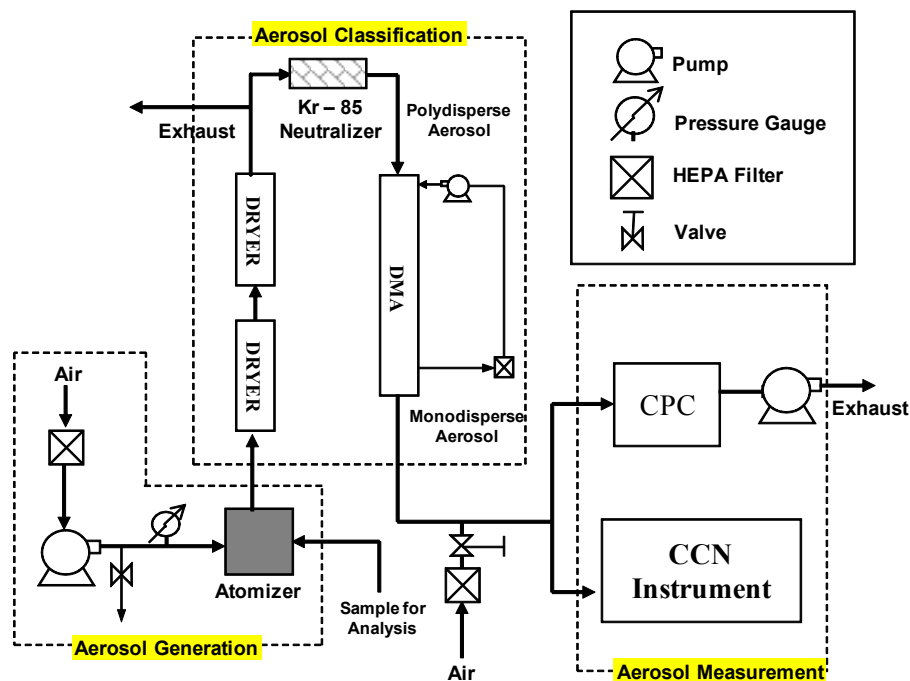 Aerosol Classification
Kr – 85
Neutralizer
Exhaust
Polydisperse
Aerosol
DRYER
DRYER
DMA
Monodisperse
Aerosol
Pump
Pressure Gauge
HEPA Filter
Valve
Air
Atomizer
Sample for
Analysis
Aerosol Generation
Air
CPC
Exhaust
CCN
Instrument
Aerosol Measurement